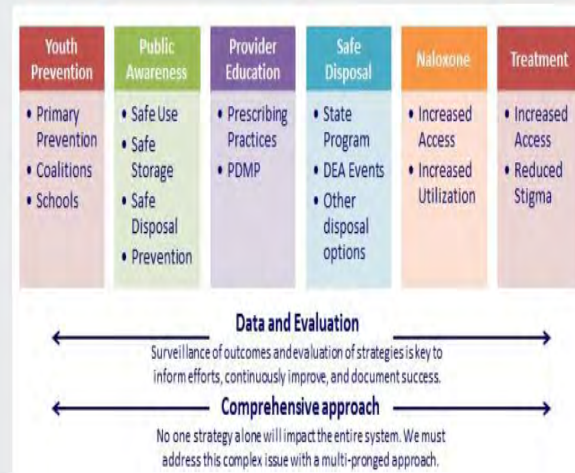 Youth
Prevention
• Primary
Prevention
• Coalitions
• Schools
Public
Awareness
• Safe Use
• Safe
Storage
• Safe
Disposal
• Prevention
Provider
Education
• Prescribing
Practices
• PDMP
Safe
Disposal
• State
Program
• DEA Events
• Other
disposal
options
Naloxone
• Increased
Access
• Increased
Utilization
Treatment
• Increased
Access
• Reduced
Stigma
Data and Evaluation
Surveillance of outcomes and evaluation of strategies is key to
inform efforts, continuously improve, and document success.
Comprehensive approach
No one strategy alone will impact the entire system. We must
address this complex issue with a multi-pronged approach.